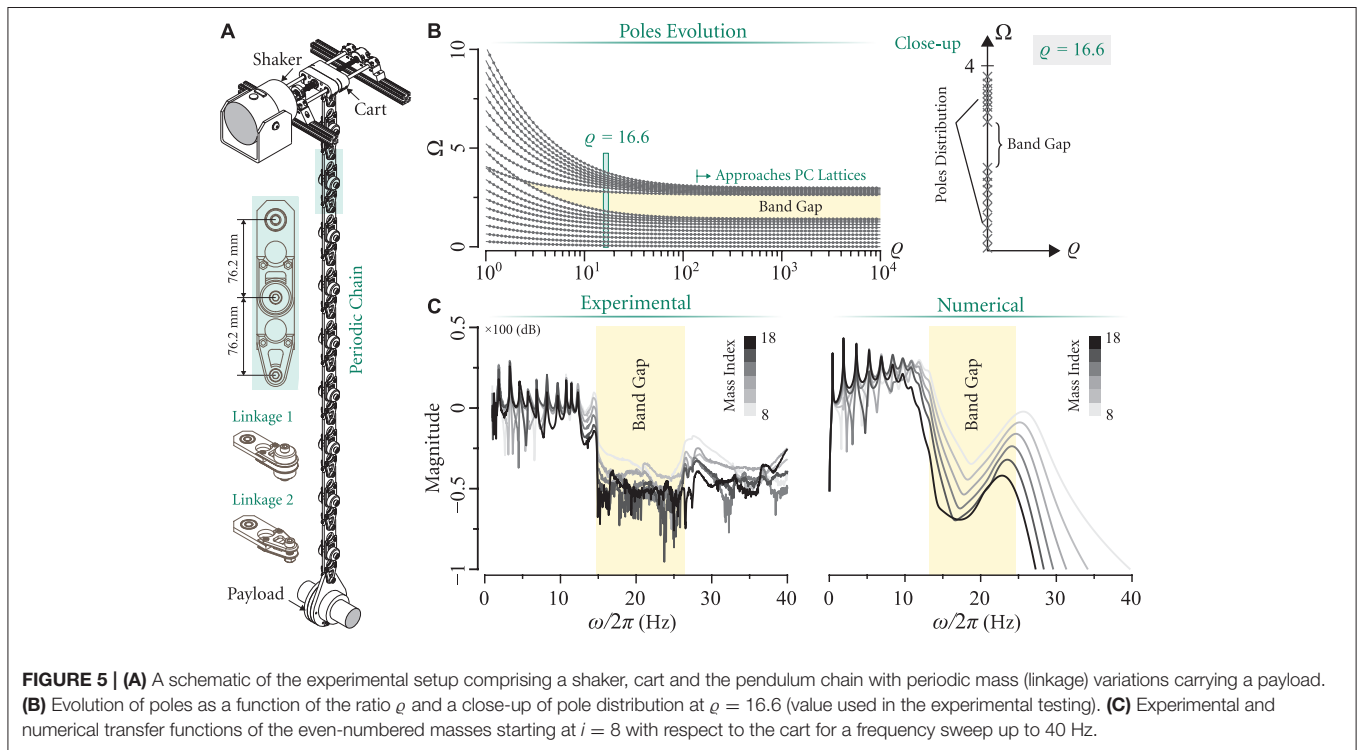 A
Shaker
Cart
76.2 mm
76.2 mm
Periodic Chain
Linkage 1
Linkage 2
Payload
B
Poles Evolution
10
5
0
Ω
ϱ = 16.6
Approaches PC Lattices
Band Gap
ϱ
10⁰
10¹
10²
10³
10⁴
Close-up
Ω
ϱ = 16.6
4
Poles Distribution
Band Gap
ϱ
C
Experimental
×100 (dB)
0.5
0
−0.5
−1
Magnitude
Band Gap
Mass Index
18
8
0
10
20
30
40
ω/2π (Hz)
Numerical
Band Gap
Mass Index
18
8
0
10
20
30
40
ω/2π (Hz)
FIGURE 5 | (A) A schematic of the experimental setup comprising a shaker, cart and the pendulum chain with periodic mass (linkage) variations carrying a payload.
(B) Evolution of poles as a function of the ratio ϱ and a close-up of pole distribution at ϱ = 16.6 (value used in the experimental testing). (C) Experimental and
numerical transfer functions of the even-numbered masses starting at i = 8 with respect to the cart for a frequency sweep up to 40 Hz.